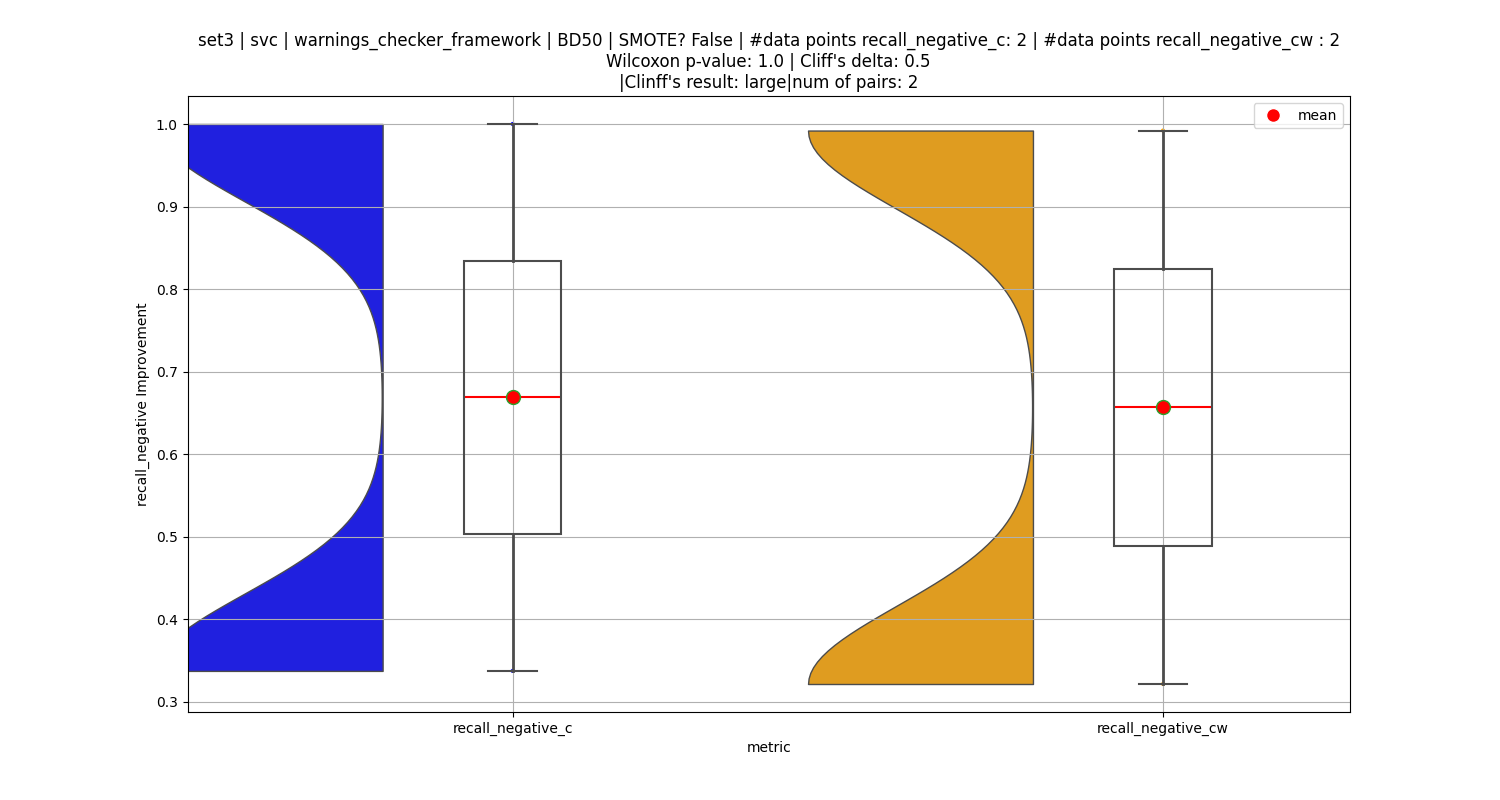 set3 | svc | warnings_checker_framework | BD50 | SMOTE? False | #data points recall_negative_c: 2 | #data points recall_negative_cw : 2
Wilcoxon p-value: 1.0 | Cliff's delta: 0.5
|Clinff's result: large|num of pairs: 2
mean
1.0
0.9
0.8
0.7
0.6
0.5
0.4
0.3
recall_negative Improvement
recall_negative_c
recall_negative_cw
metric